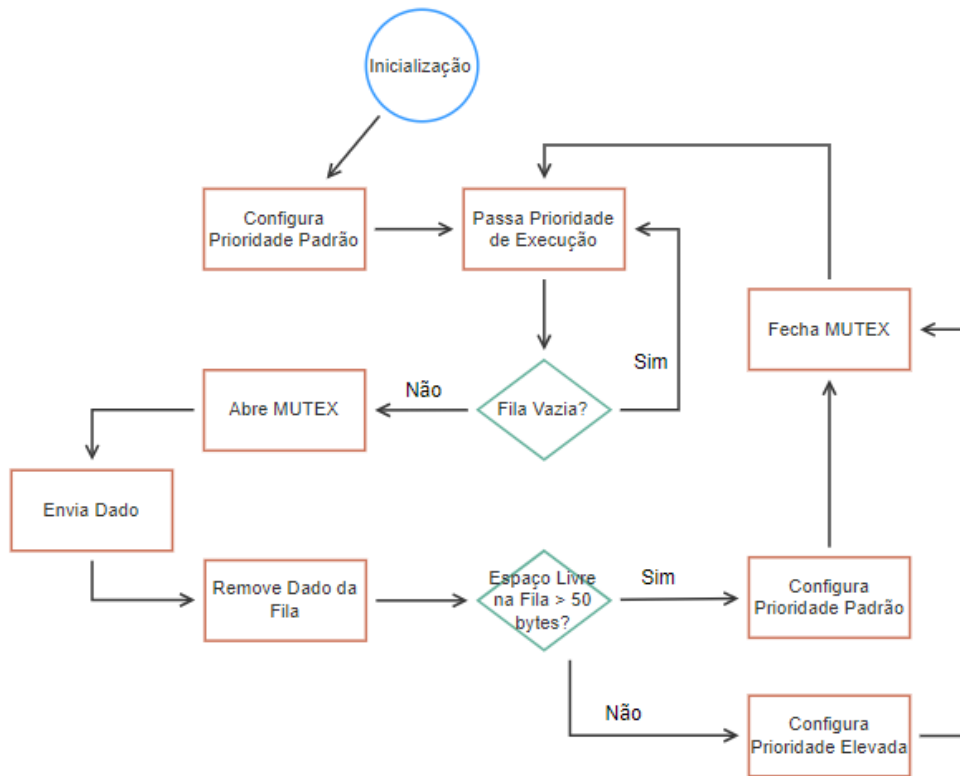 Inicialização
Configura
Prioridade Padrão
Passa Prioridade
de Execução
Fecha MUTEX
Sim
Não
Abre MUTEX
Fila Vazia?
Envia Dado
Remove Dado da
Fila
Espaço Livre
na Fila > 50
bytes?
Sim
Configura
Prioridade Padrão
Não
Configura
Prioridade Elevada